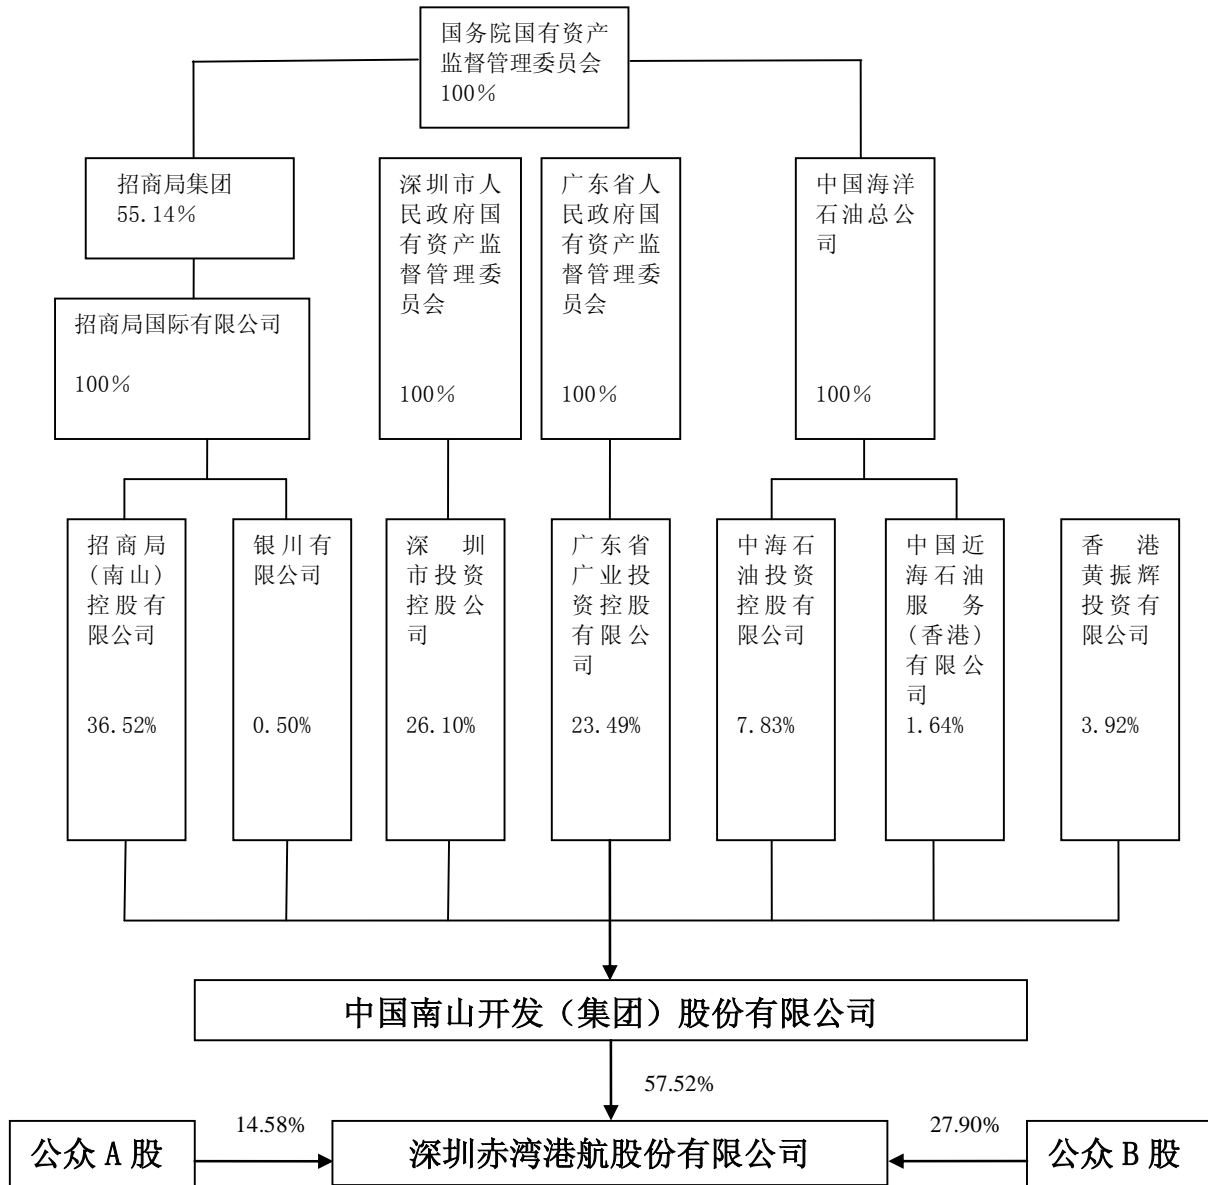 国务院国有资产
监督管理委员会
100%
招商局集团
55.14%
深圳市人
民政府国
有资产监
督管理委
员会
100%
广东省人
民政府国
有资产监
督管理委
员会
100%
中国海洋
石油总公
司
100%
招商局国际有限公司
100%
招商局
(南山)
控股有
限公司
36.52%
银川有
限公司
0.50%
深圳
市投资
控股公
司
26.10%
广东省
广业投
资控股
有限公
司
23.49%
中海石
油投资
控股有
限公司
7.83%
中国近
海石油
服务
(香港)
有限公
司
1.64%
香港
黄振辉
投资有
限公司
3.92%
中国南山开发（集团）股份有限公司
57.52%
14.58%
27.90%
公众 A 股
深圳赤湾港航股份有限公司
公众 B 股